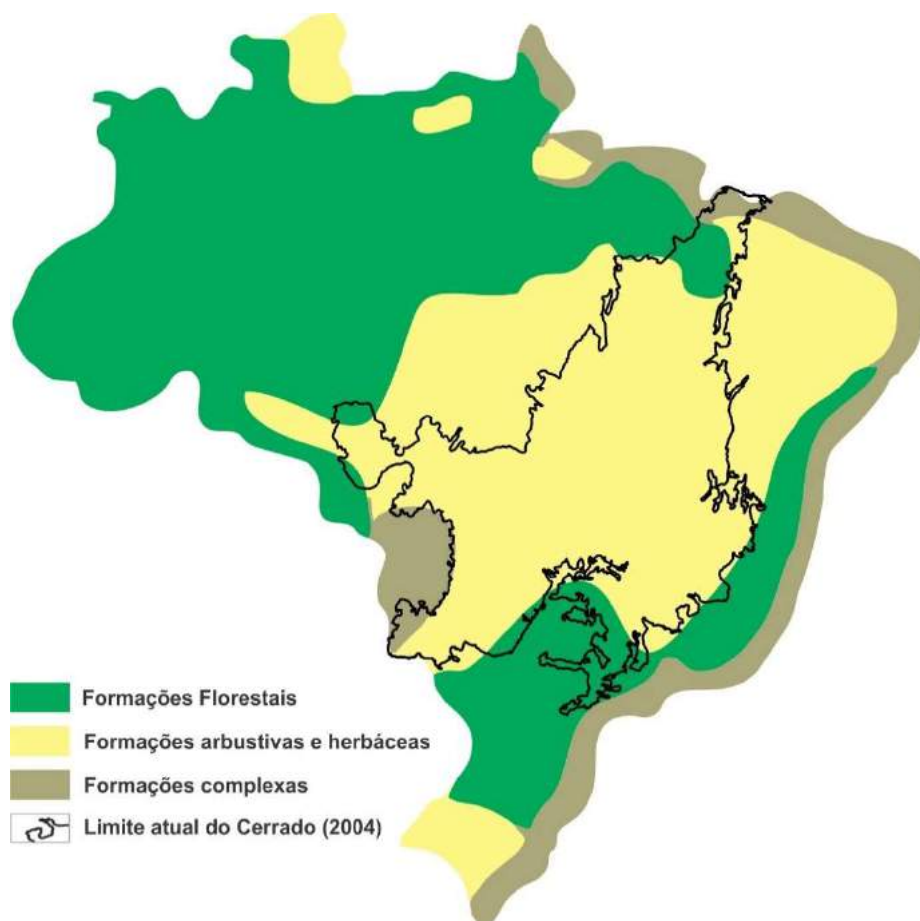 Formações Florestais
Formações arbustivas e herbáceas
Formações complexas
Limite atual do Cerrado (2004)